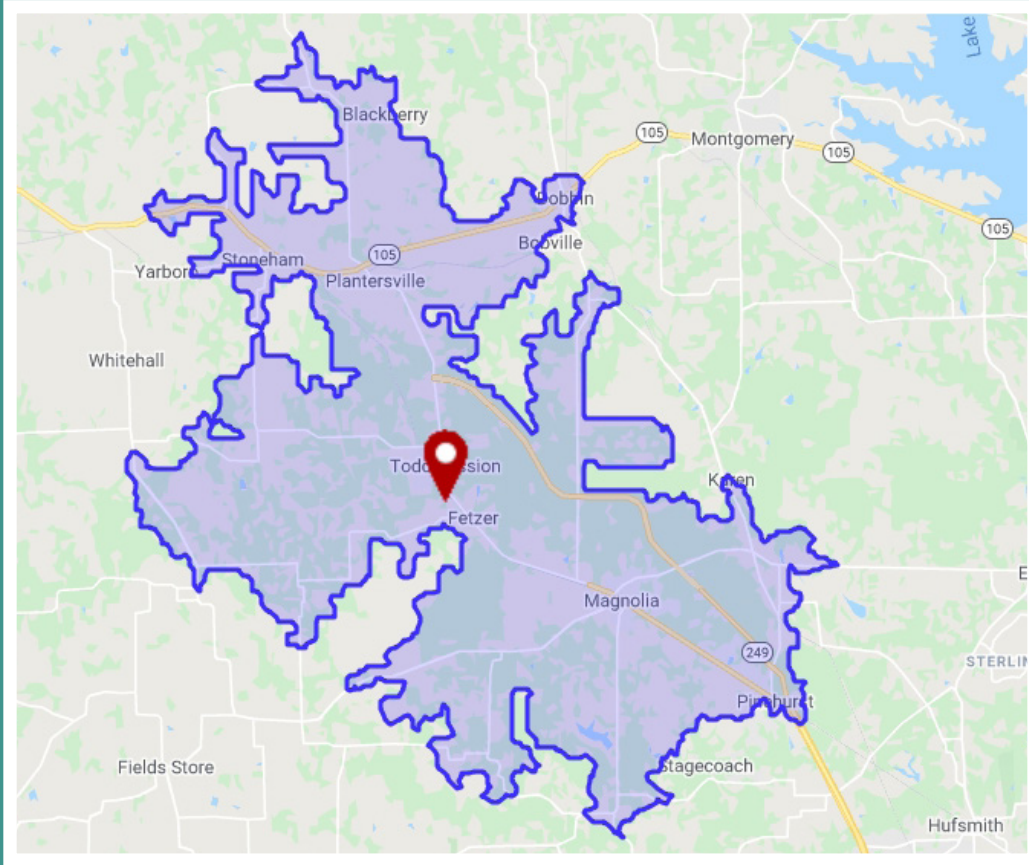 Lake
Blackberry
105
Montgomery
105
Dobbin
105
Bobville
105
Stoneham
Yarboro
Plantersville
Whitehall
Todd Mission
Karen
Fetzer
E
Magnolia
249
STERLIN
Pinehurst
Stagecoach
Fields Store
Hufsmith